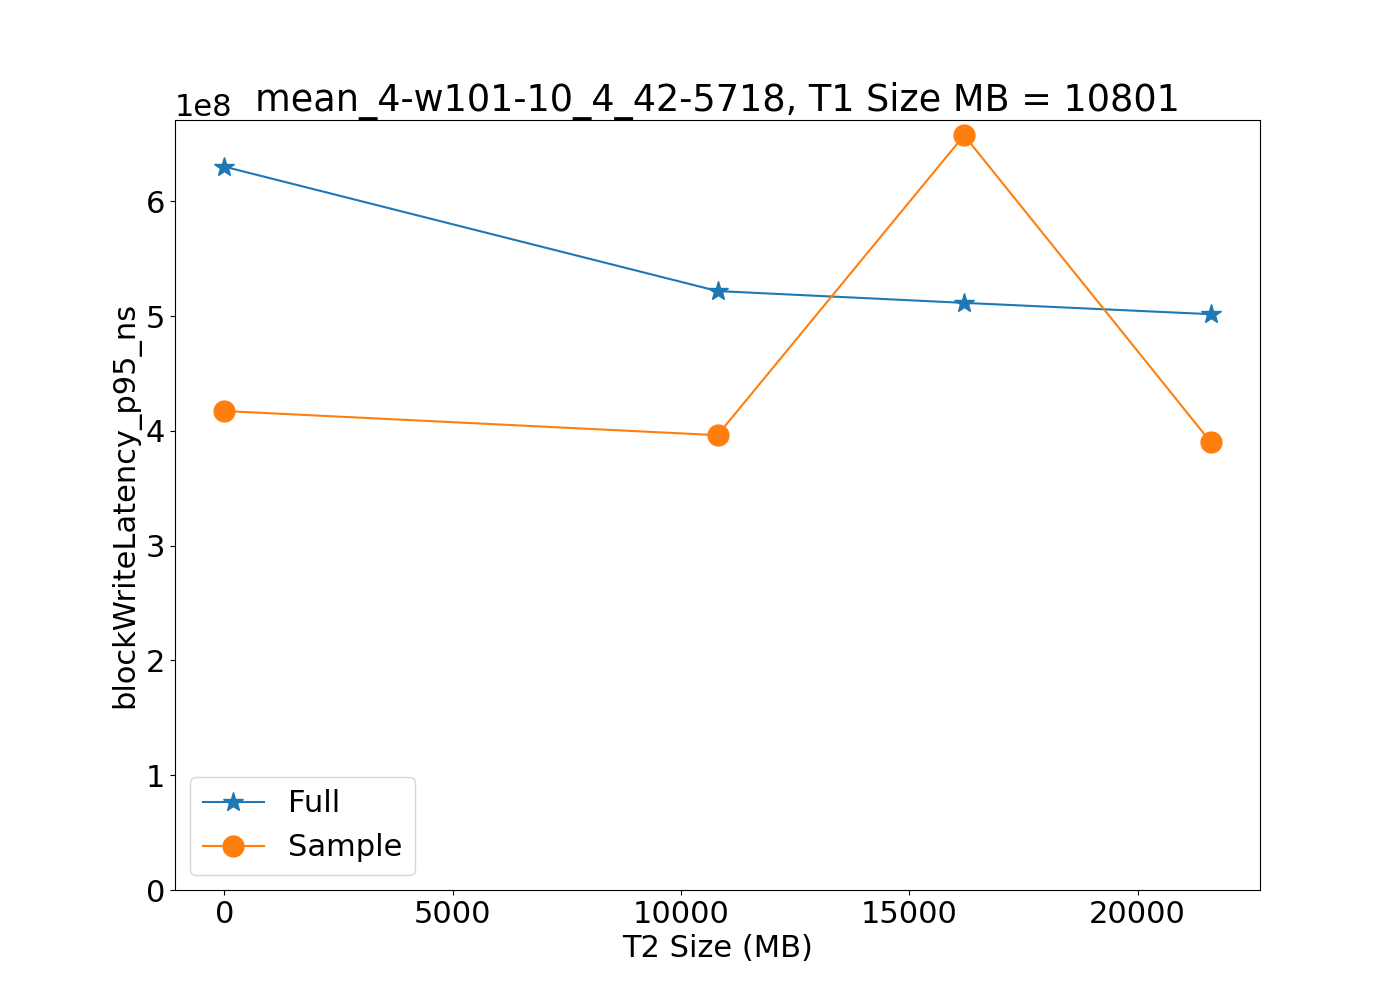 1e8
mean_4-w101-10_4_42-5718, T1 Size MB = 10801
blockWriteLatency_p95_ns
6
5
4
3
2
1
0
Full
Sample
0 5000 10000 15000 20000
T2 Size (MB)